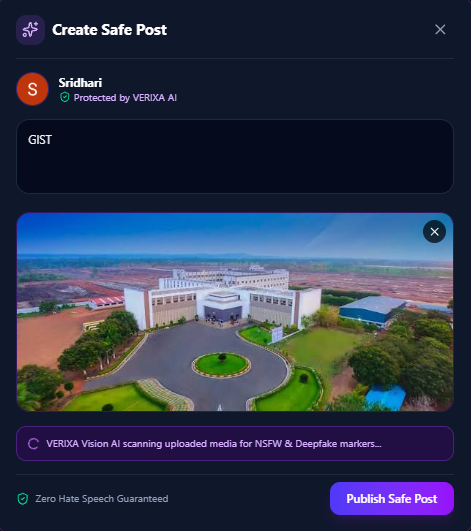 Create Safe Post
S
Sridhari
Protected by VERIXA AI
GIST
VERIXA Vision AI scanning uploaded media for NSFW & Deepfake markers...
Zero Hate Speech Guaranteed
Publish Safe Post